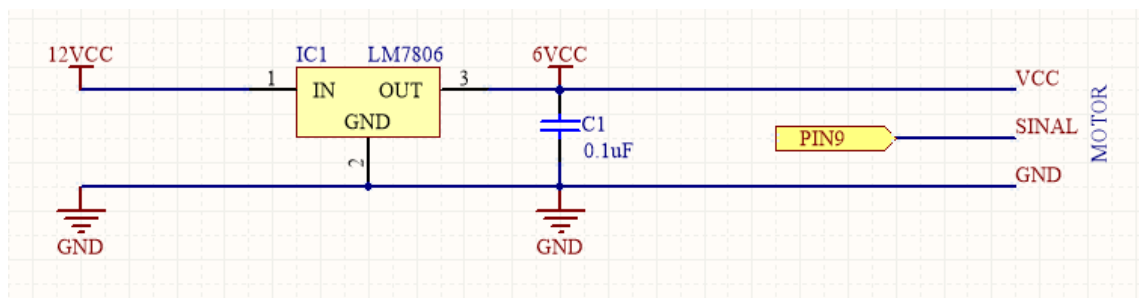 12VCC
IC1 LM7806
6VCC
1
IN OUT
3
GND
2
C1
0.1uF
PIN9
VCC
SINAL
GND
MOTOR
GND
GND